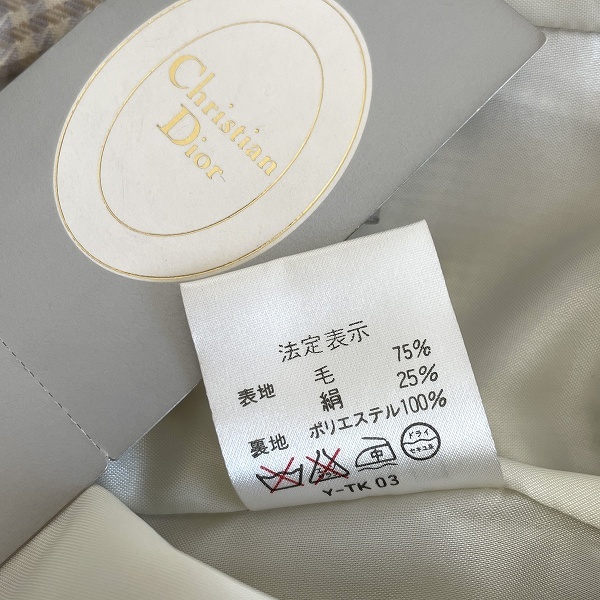 Christian
Dior
法定表示
表地 毛 75%
絹 25%
裏地 ポリエステル100%
中 ドライ
セキユ系
Y-TK 03